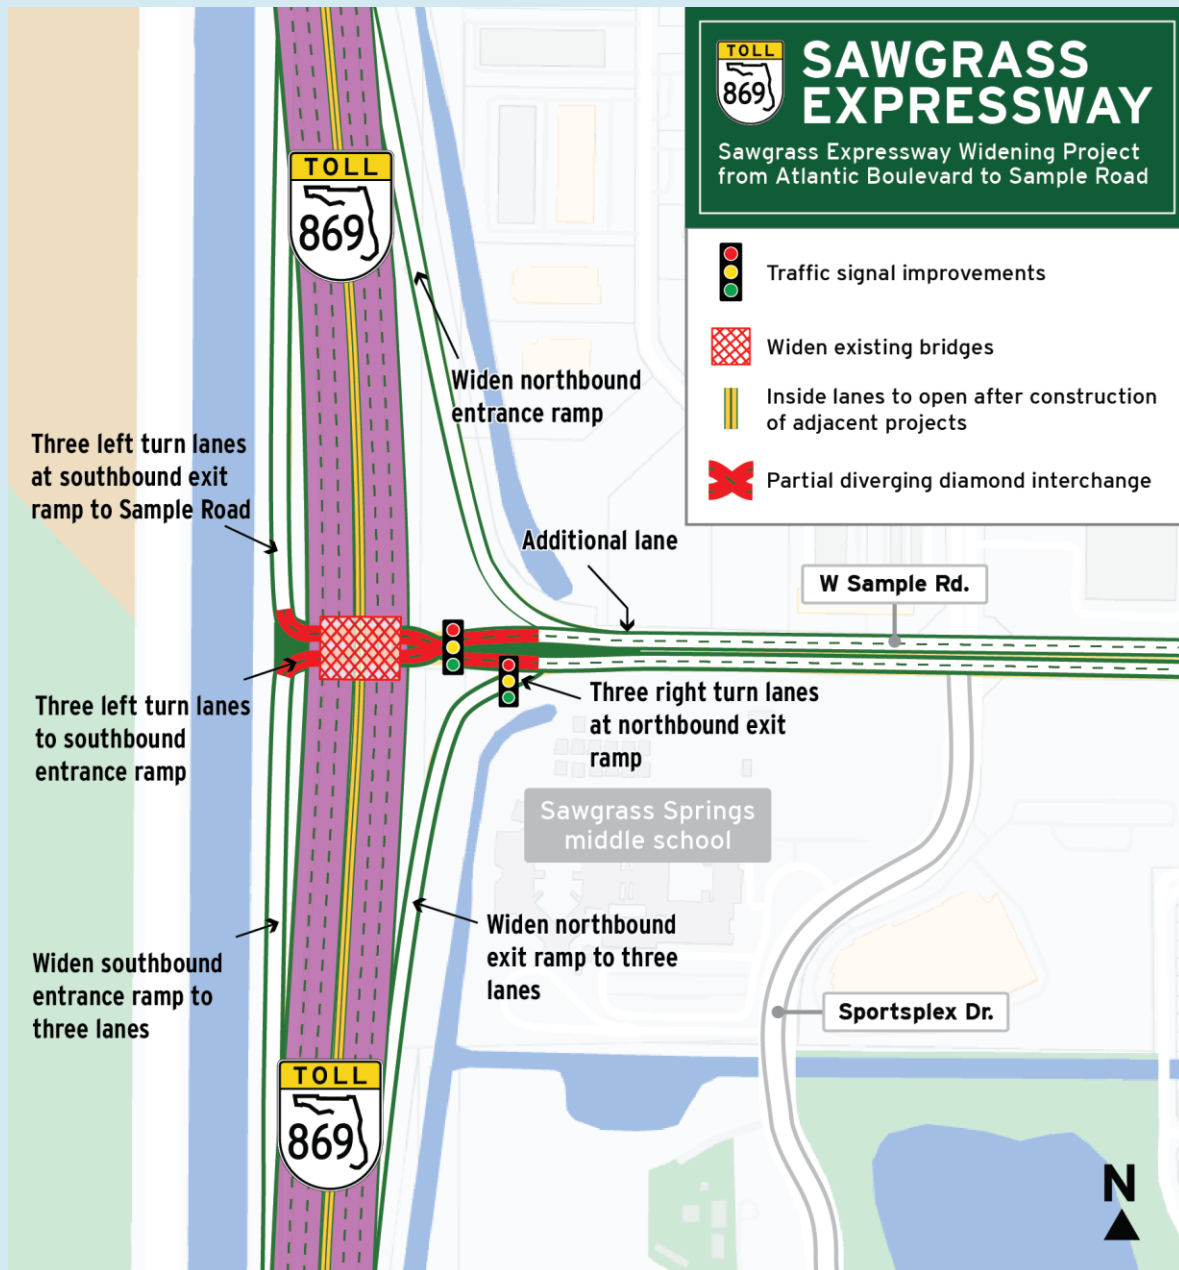 TOLL
869
SAWGRASS
EXPRESSWAY
Sawgrass Expressway Widening Project
from Atlantic Boulevard to Sample Road
Traffic signal improvements
Widen existing bridges
Inside lanes to open after construction
of adjacent projects
Partial diverging diamond interchange
TOLL
869
Widen northbound
entrance ramp
Three left turn lanes
at southbound exit
ramp to Sample Road
Additional lane
W Sample Rd.
Three left turn lanes
to southbound
entrance ramp
Three right turn lanes
at northbound exit
ramp
Sawgrass Springs
middle school
Widen southbound
entrance ramp to
three lanes
Widen northbound
exit ramp to three
lanes
Sportsplex Dr.
TOLL
869
N